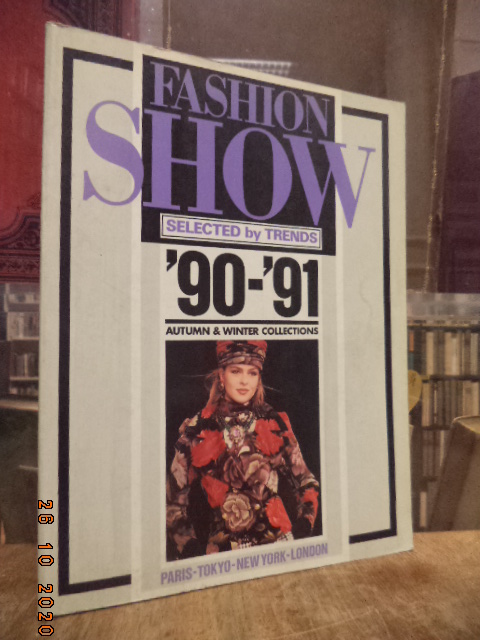 FASHION
SHOW
SELECTED by TRENDS
'90-'91
AUTUMN & WINTER COLLECTIONS
PARIS-TOKYO-NEW YORK-LONDON
26 10 2020